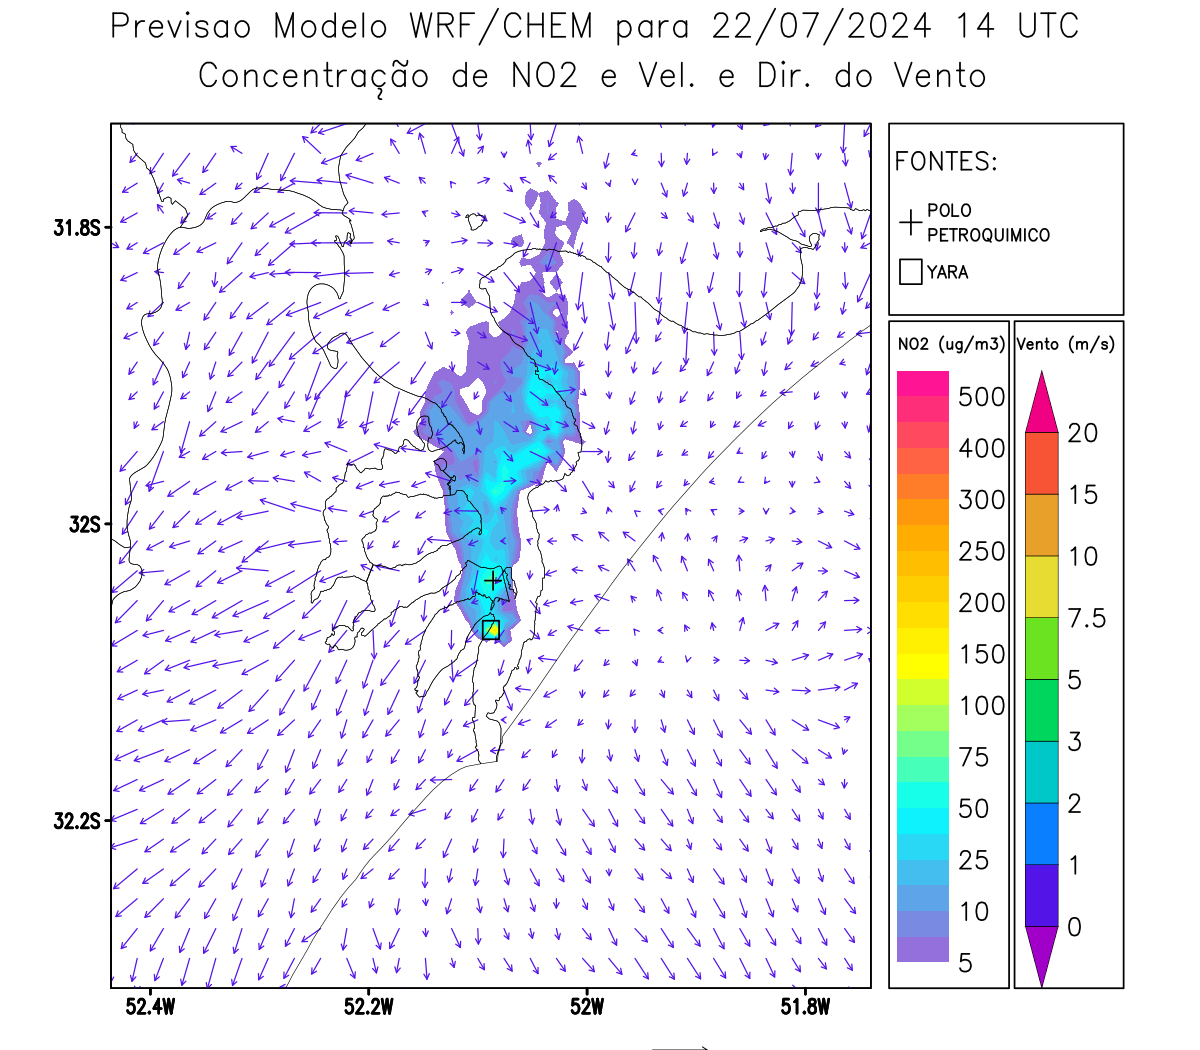 Previsao Modelo WRF/CHEM para 22/07/2024 14 UTC
Concentração de NO2 e Vel. e Dir. do Vento
FONTES:
POLO
PETROQUIMICO
YARA
NO2 (ug/m3)
500
400
300
250
200
150
100
75
50
25
10
5
Vento (m/s)
20
15
10
7.5
5
3
2
1
0
31.8S
32S
32.2S
52.4W
52.2W
52W
51.8W